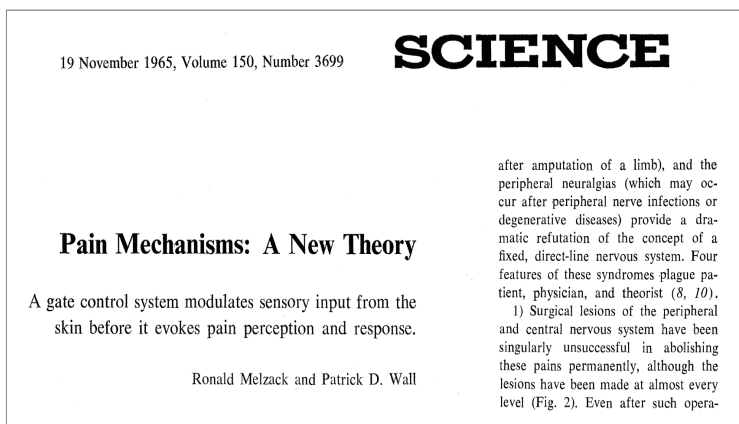 19 November 1965, Volume 150, Number 3699
SCIENCE
Pain Mechanisms: A New Theory
A gate control system modulates sensory input from the
skin before it evokes pain perception and response.
Ronald Melzack and Patrick D. Wall
after amputation of a limb), and the
peripheral neuralgias (which may oc-
cur after peripheral nerve infections or
degenerative diseases) provide a dra-
matic refutation of the concept of a
fixed, direct-line nervous system. Four
features of these syndromes plague pa-
tient, physician, and theorist (8, 10).
1) Surgical lesions of the peripheral
and central nervous system have been
singularly unsuccessful in abolishing
these pains permanently, although the
lesions have been made at almost every
level (Fig. 2). Even after such opera-